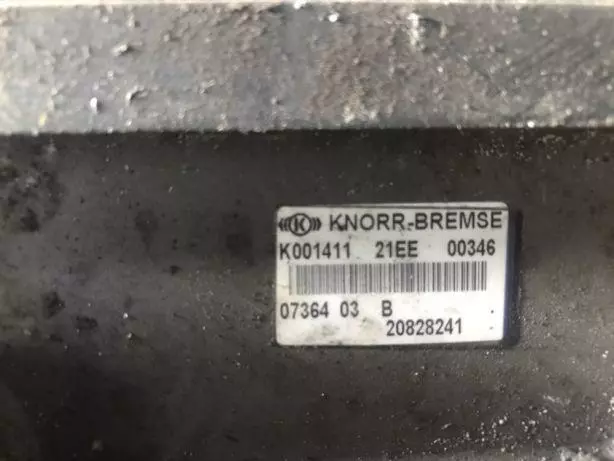 KNORR-BREMSE
K001411 21EE 00346
07364 03 B
20828241